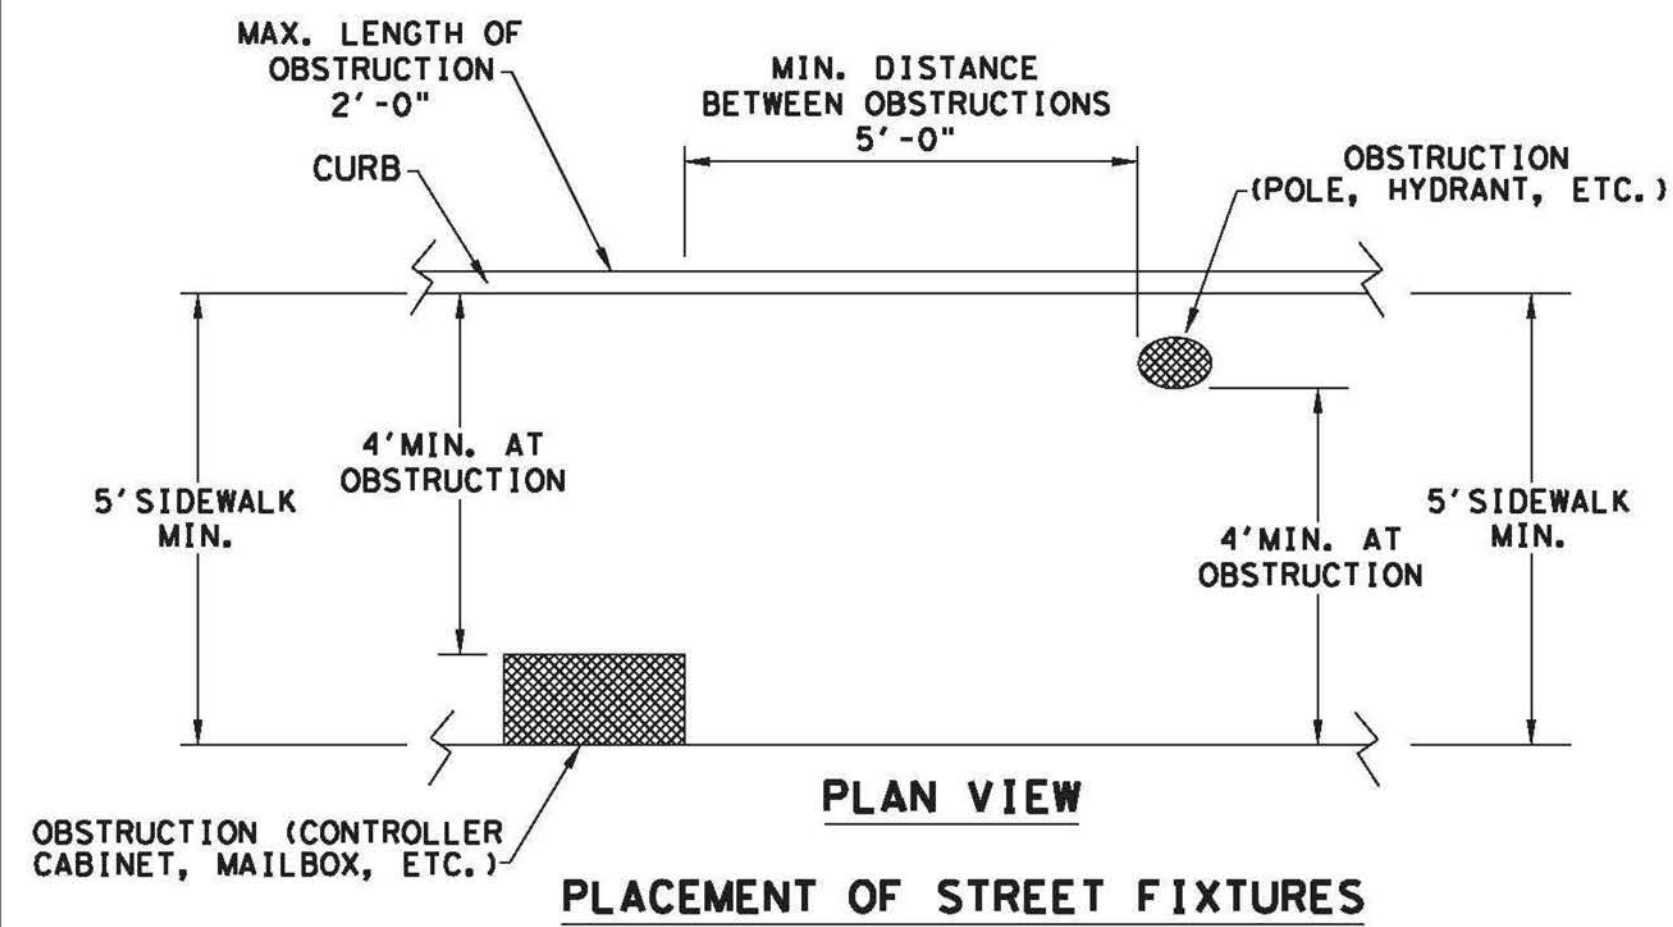 MAX. LENGTH OF
OBSTRUCTION
2'-0"
MIN. DISTANCE
BETWEEN OBSTRUCTIONS
5'-0"
CURB
OBSTRUCTION
(POLE, HYDRANT, ETC.)
4'MIN. AT
OBSTRUCTION
5'SIDEWALK
MIN.
4'MIN. AT
OBSTRUCTION
5'SIDEWALK
MIN.
OBSTRUCTION (CONTROLLER
CABINET, MAILBOX, ETC.)
PLAN VIEW
PLACEMENT OF STREET FIXTURES